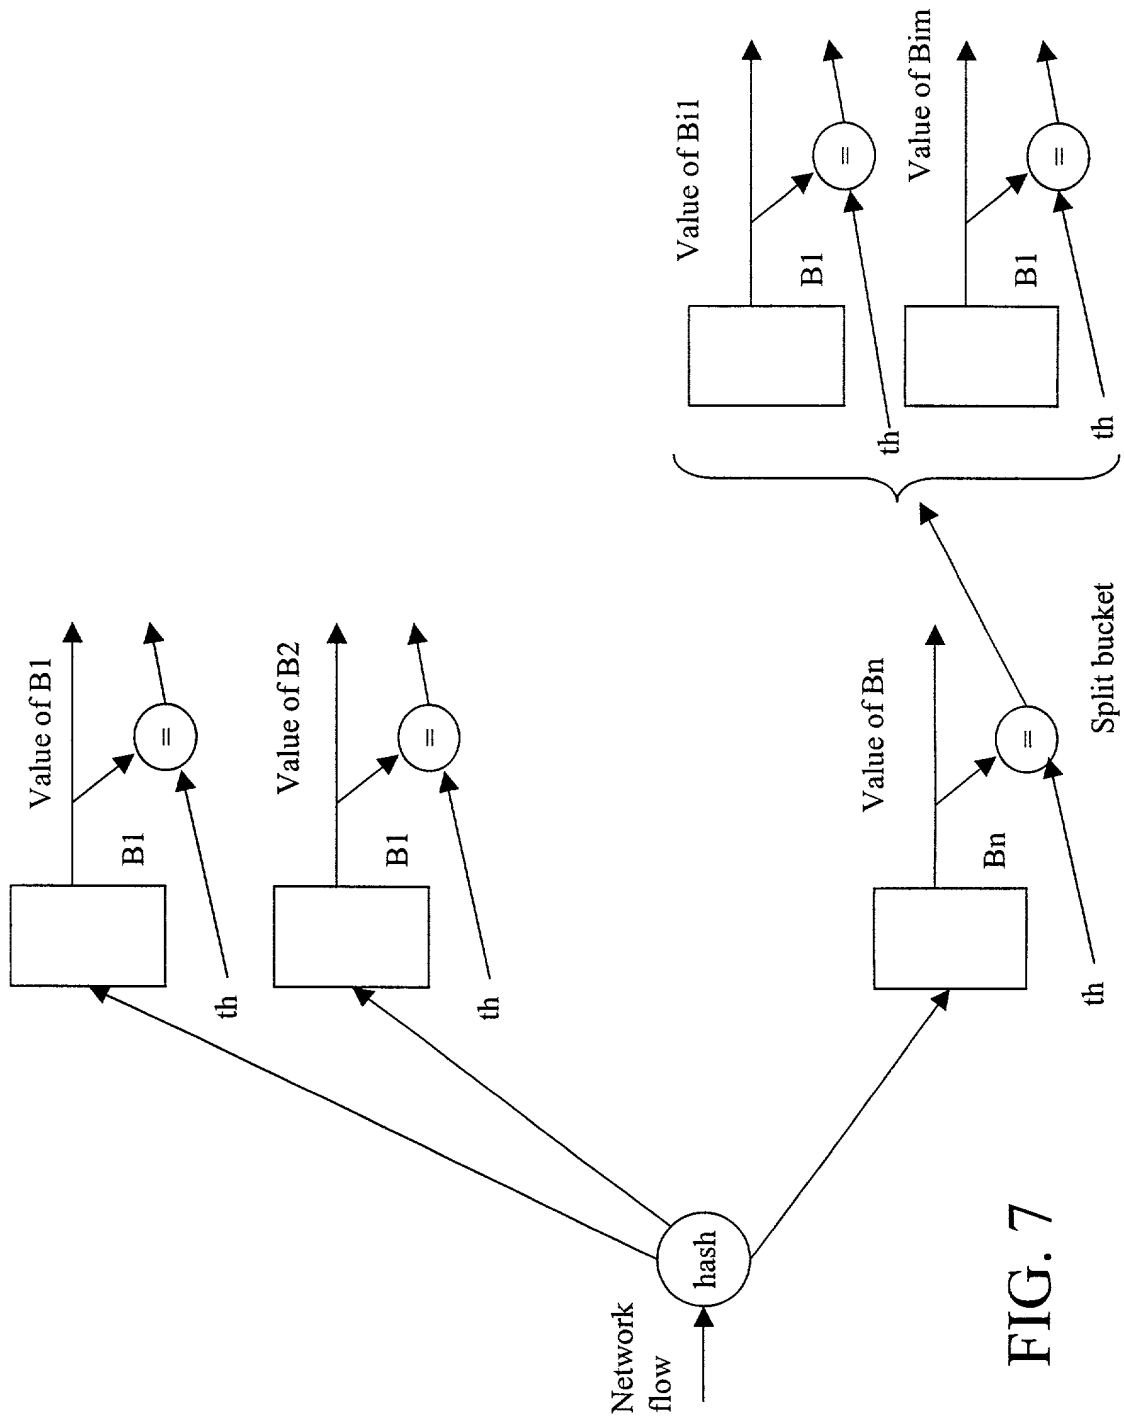 Network
flow
hash
th
B1
Value of B1
=
th
B1
Value of B2
=
th
Bn
Value of Bn
=
Split bucket
th
B1
Value of Bi1
=
th
B1
Value of Bim
=
FIG. 7